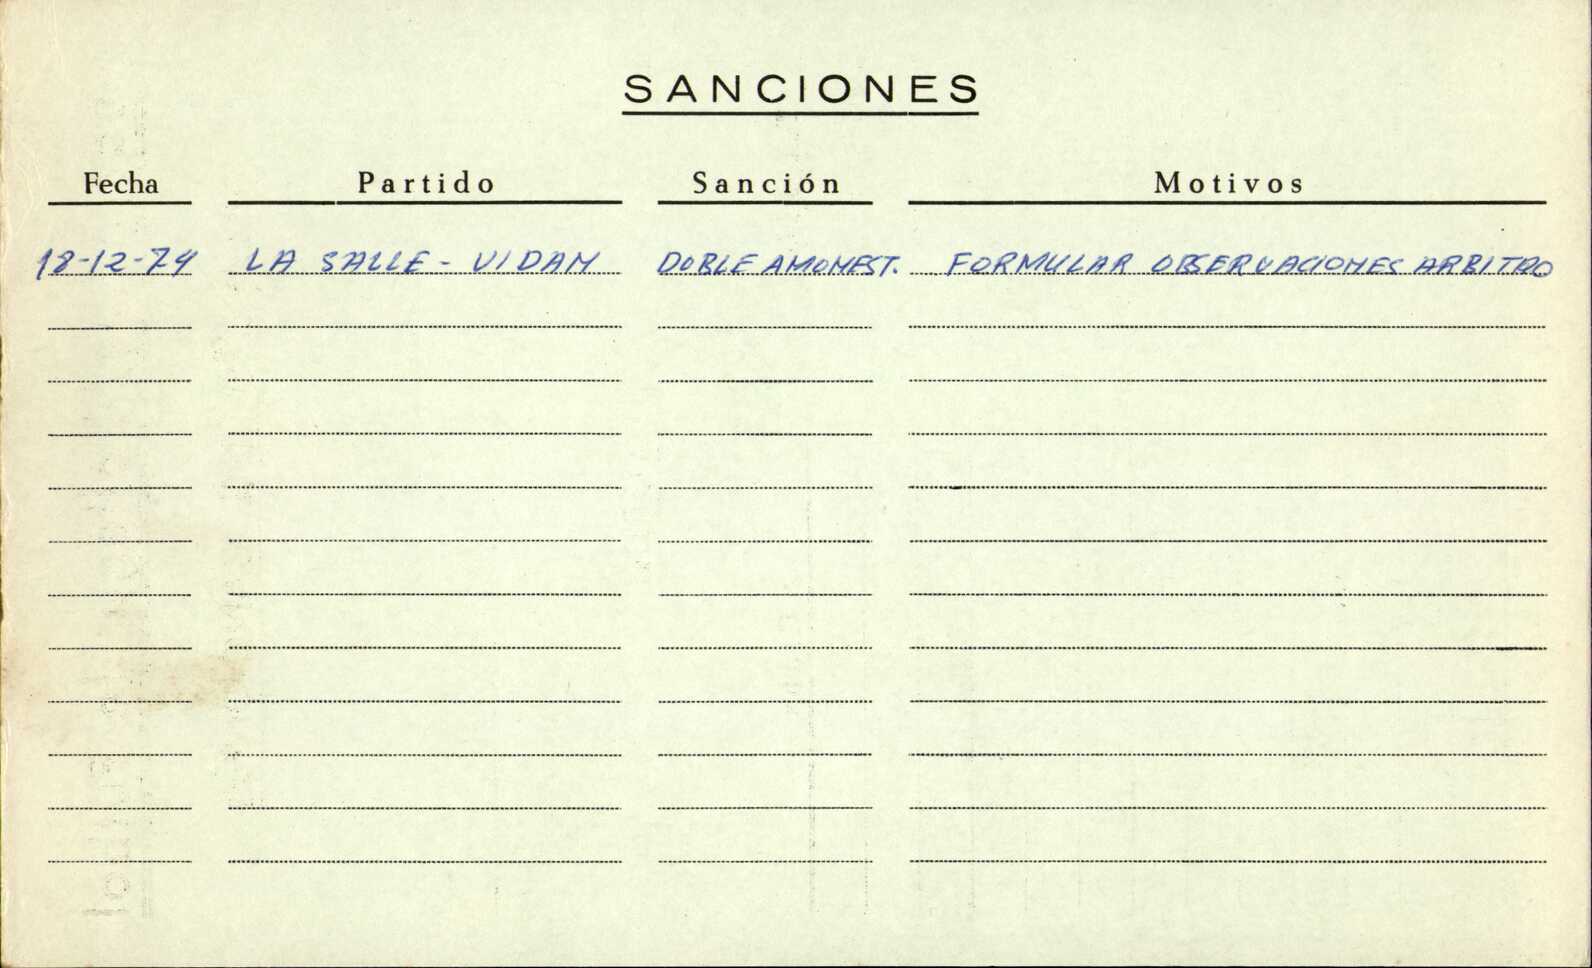 SANCIONES
Fecha Partido Sanción Motivos
18-12-74 LA SALLE - VIDAN DOBLE AMONEST. FORMULAR OBSERVACIONES ARBITRO